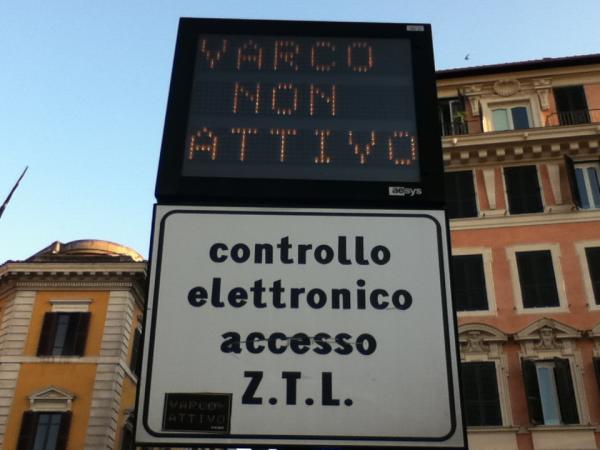 VARCO
NON
ATTIVO
aesys
controllo
elettronico
accesso
Z.T.L.
VARCO
ATTIVO